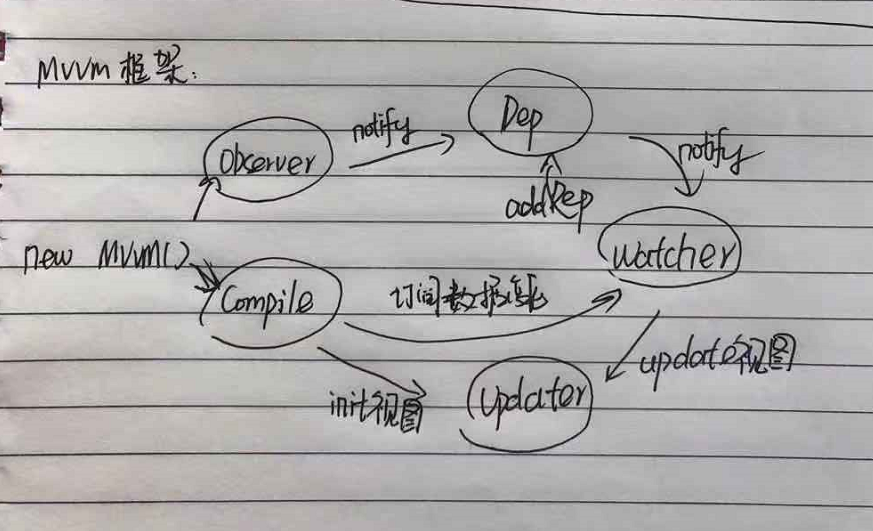 MVVM 框架:
Dep
notify
Observer
notify
addDep
new MVVM()
Watcher
Compile
订阅数据变化
update视图
init视图
Updater